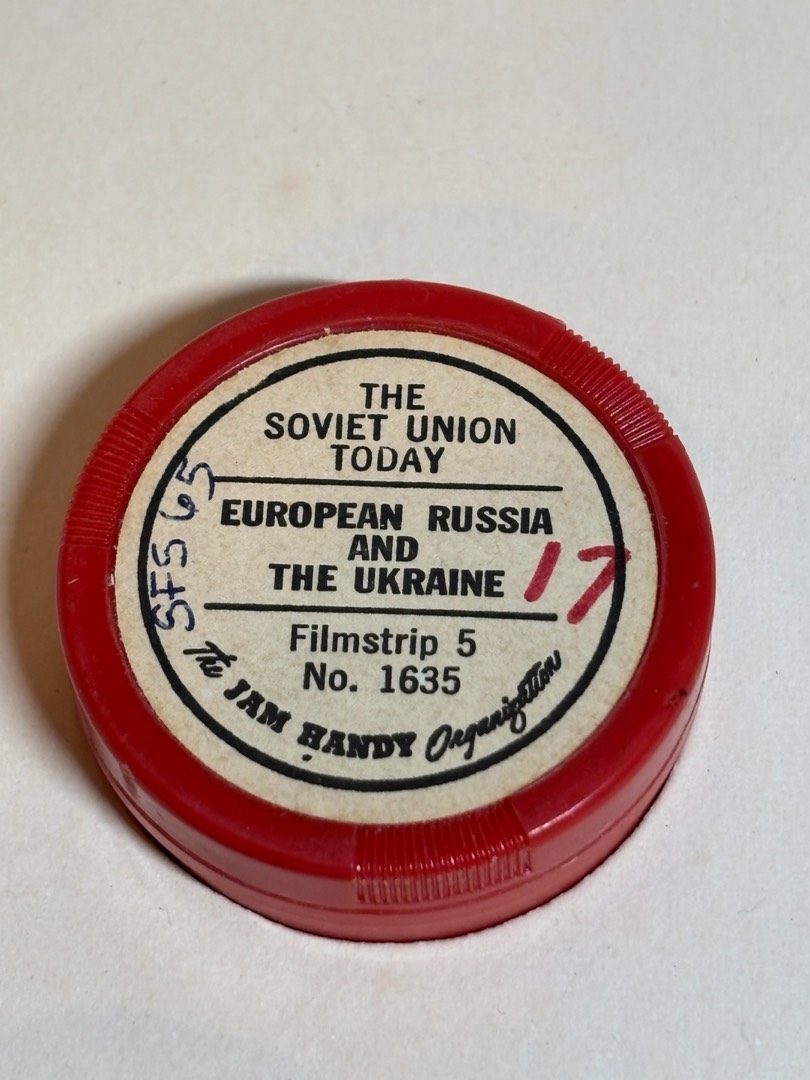 THE
SOVIET UNION
TODAY
EUROPEAN RUSSIA
AND
THE UKRAINE
17
Filmstrip 5
No. 1635
The JAM HANDY Organization
SFS 65